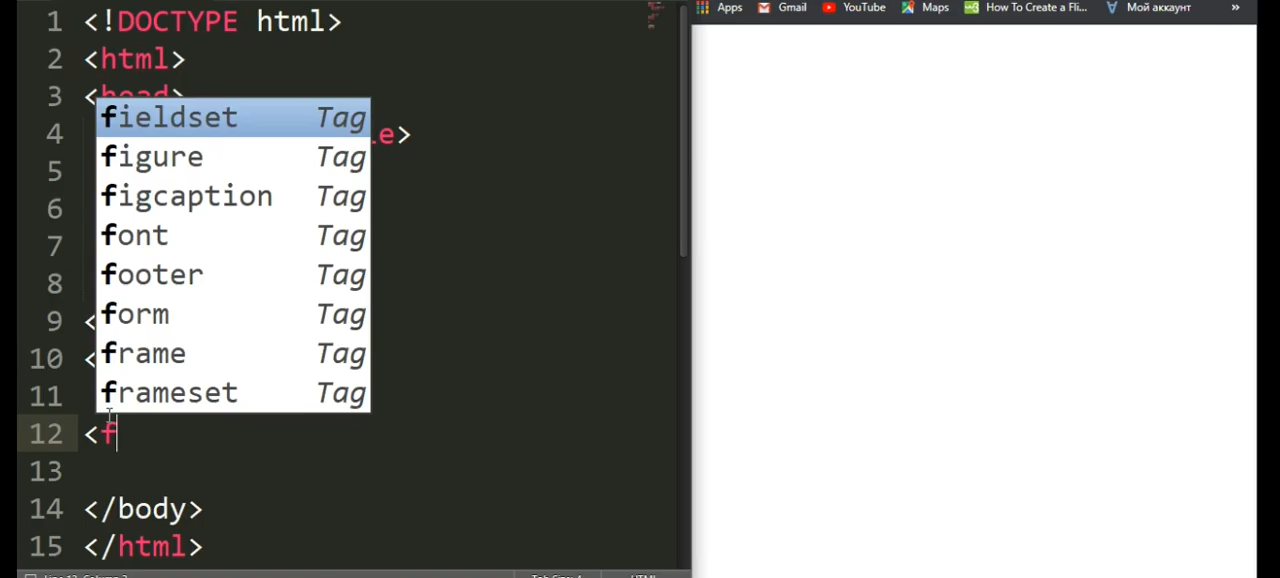 Apps Gmail YouTube Maps How To Create a Fli... Мой аккаунт »
1 <!DOCTYPE html>
2 <html>
3 <head>
fieldset Tag
4 le>
figure Tag
5
figcaption Tag
6
font Tag
7
footer Tag
8
form Tag
9 <
frame Tag
10 <
frameset Tag
11
12 <f
13
14 </body>
15 </html>